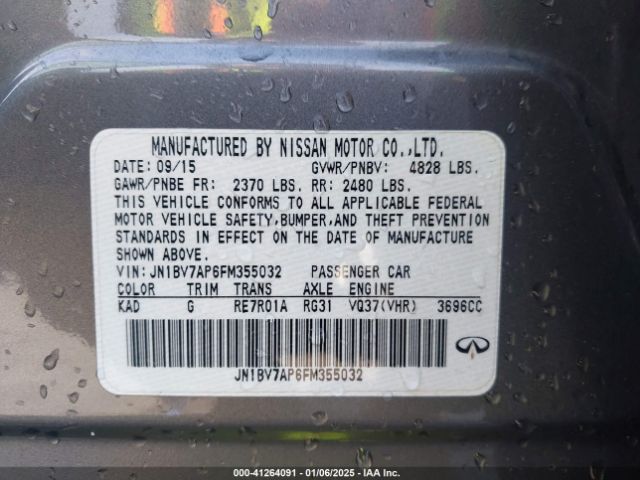 MANUFACTURED BY NISSAN MOTOR CO.,LTD.
DATE: 09/15 GVWR/PNBV: 4828 LBS.
GAWR/PNBE FR: 2370 LBS. RR: 2480 LBS.
THIS VEHICLE CONFORMS TO ALL APPLICABLE FEDERAL
MOTOR VEHICLE SAFETY,BUMPER,AND THEFT PREVENTION
STANDARDS IN EFFECT ON THE DATE OF MANUFACTURE
SHOWN ABOVE.
VIN:JN1BV7AP6FM355032 PASSENGER CAR
COLOR TRIM TRANS AXLE ENGINE
KAD G RE7R01A RG31 VQ37(VHR) 3696CC
JN1BV7AP6FM355032
000-41264091 - 01/06/2025 - IAA Inc.